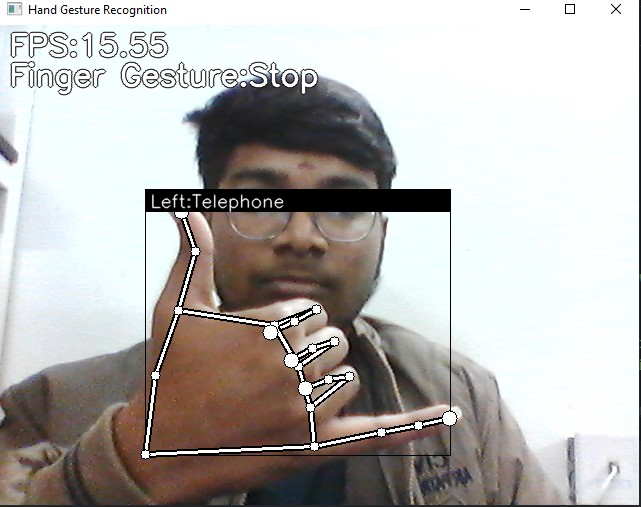 Hand Gesture Recognition
FPS:15.55
Finger Gesture:Stop
Left:Telephone